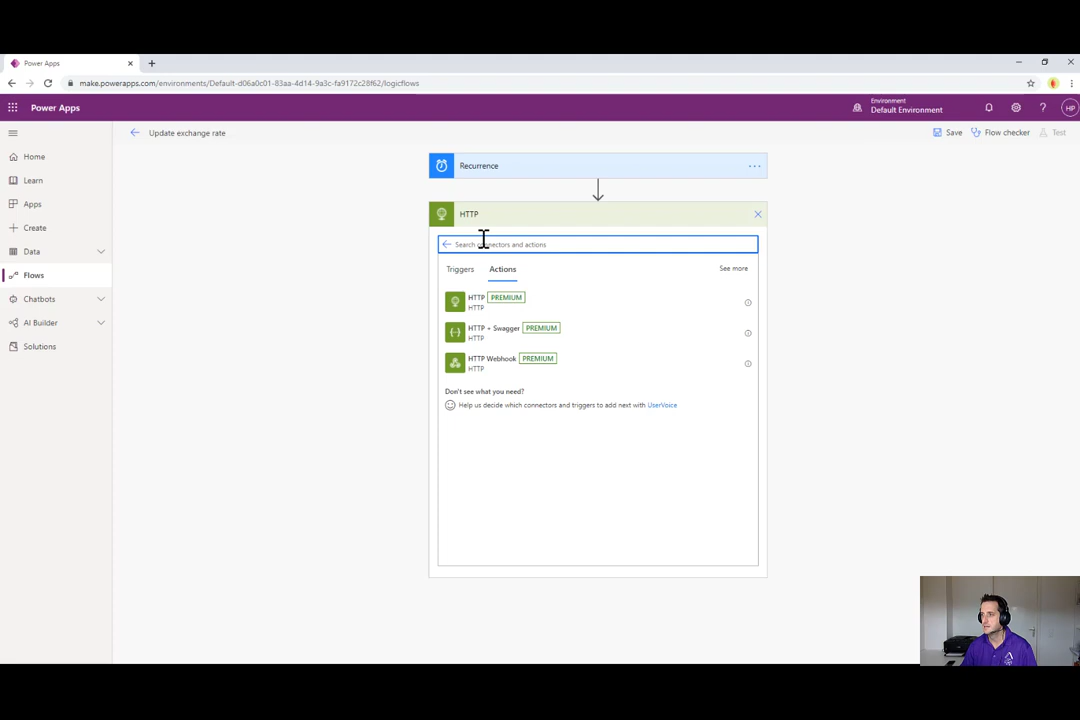 Power Apps
make.powerapps.com/environments/Default-d06a0c01-83aa-4d14-9a3c-fa9172c28f62/logicflows
Power Apps
Environment
Default Environment
HP
Update exchange rate
Save
Flow checker
Test
Home
Learn
Apps
Create
Data
Flows
Chatbots
AI Builder
Solutions
Recurrence
HTTP
Search connectors and actions
Triggers
Actions
See more
HTTP PREMIUM
HTTP
HTTP + Swagger PREMIUM
HTTP
HTTP Webhook PREMIUM
HTTP
Don't see what you need?
Help us decide which connectors and triggers to add next with UserVoice